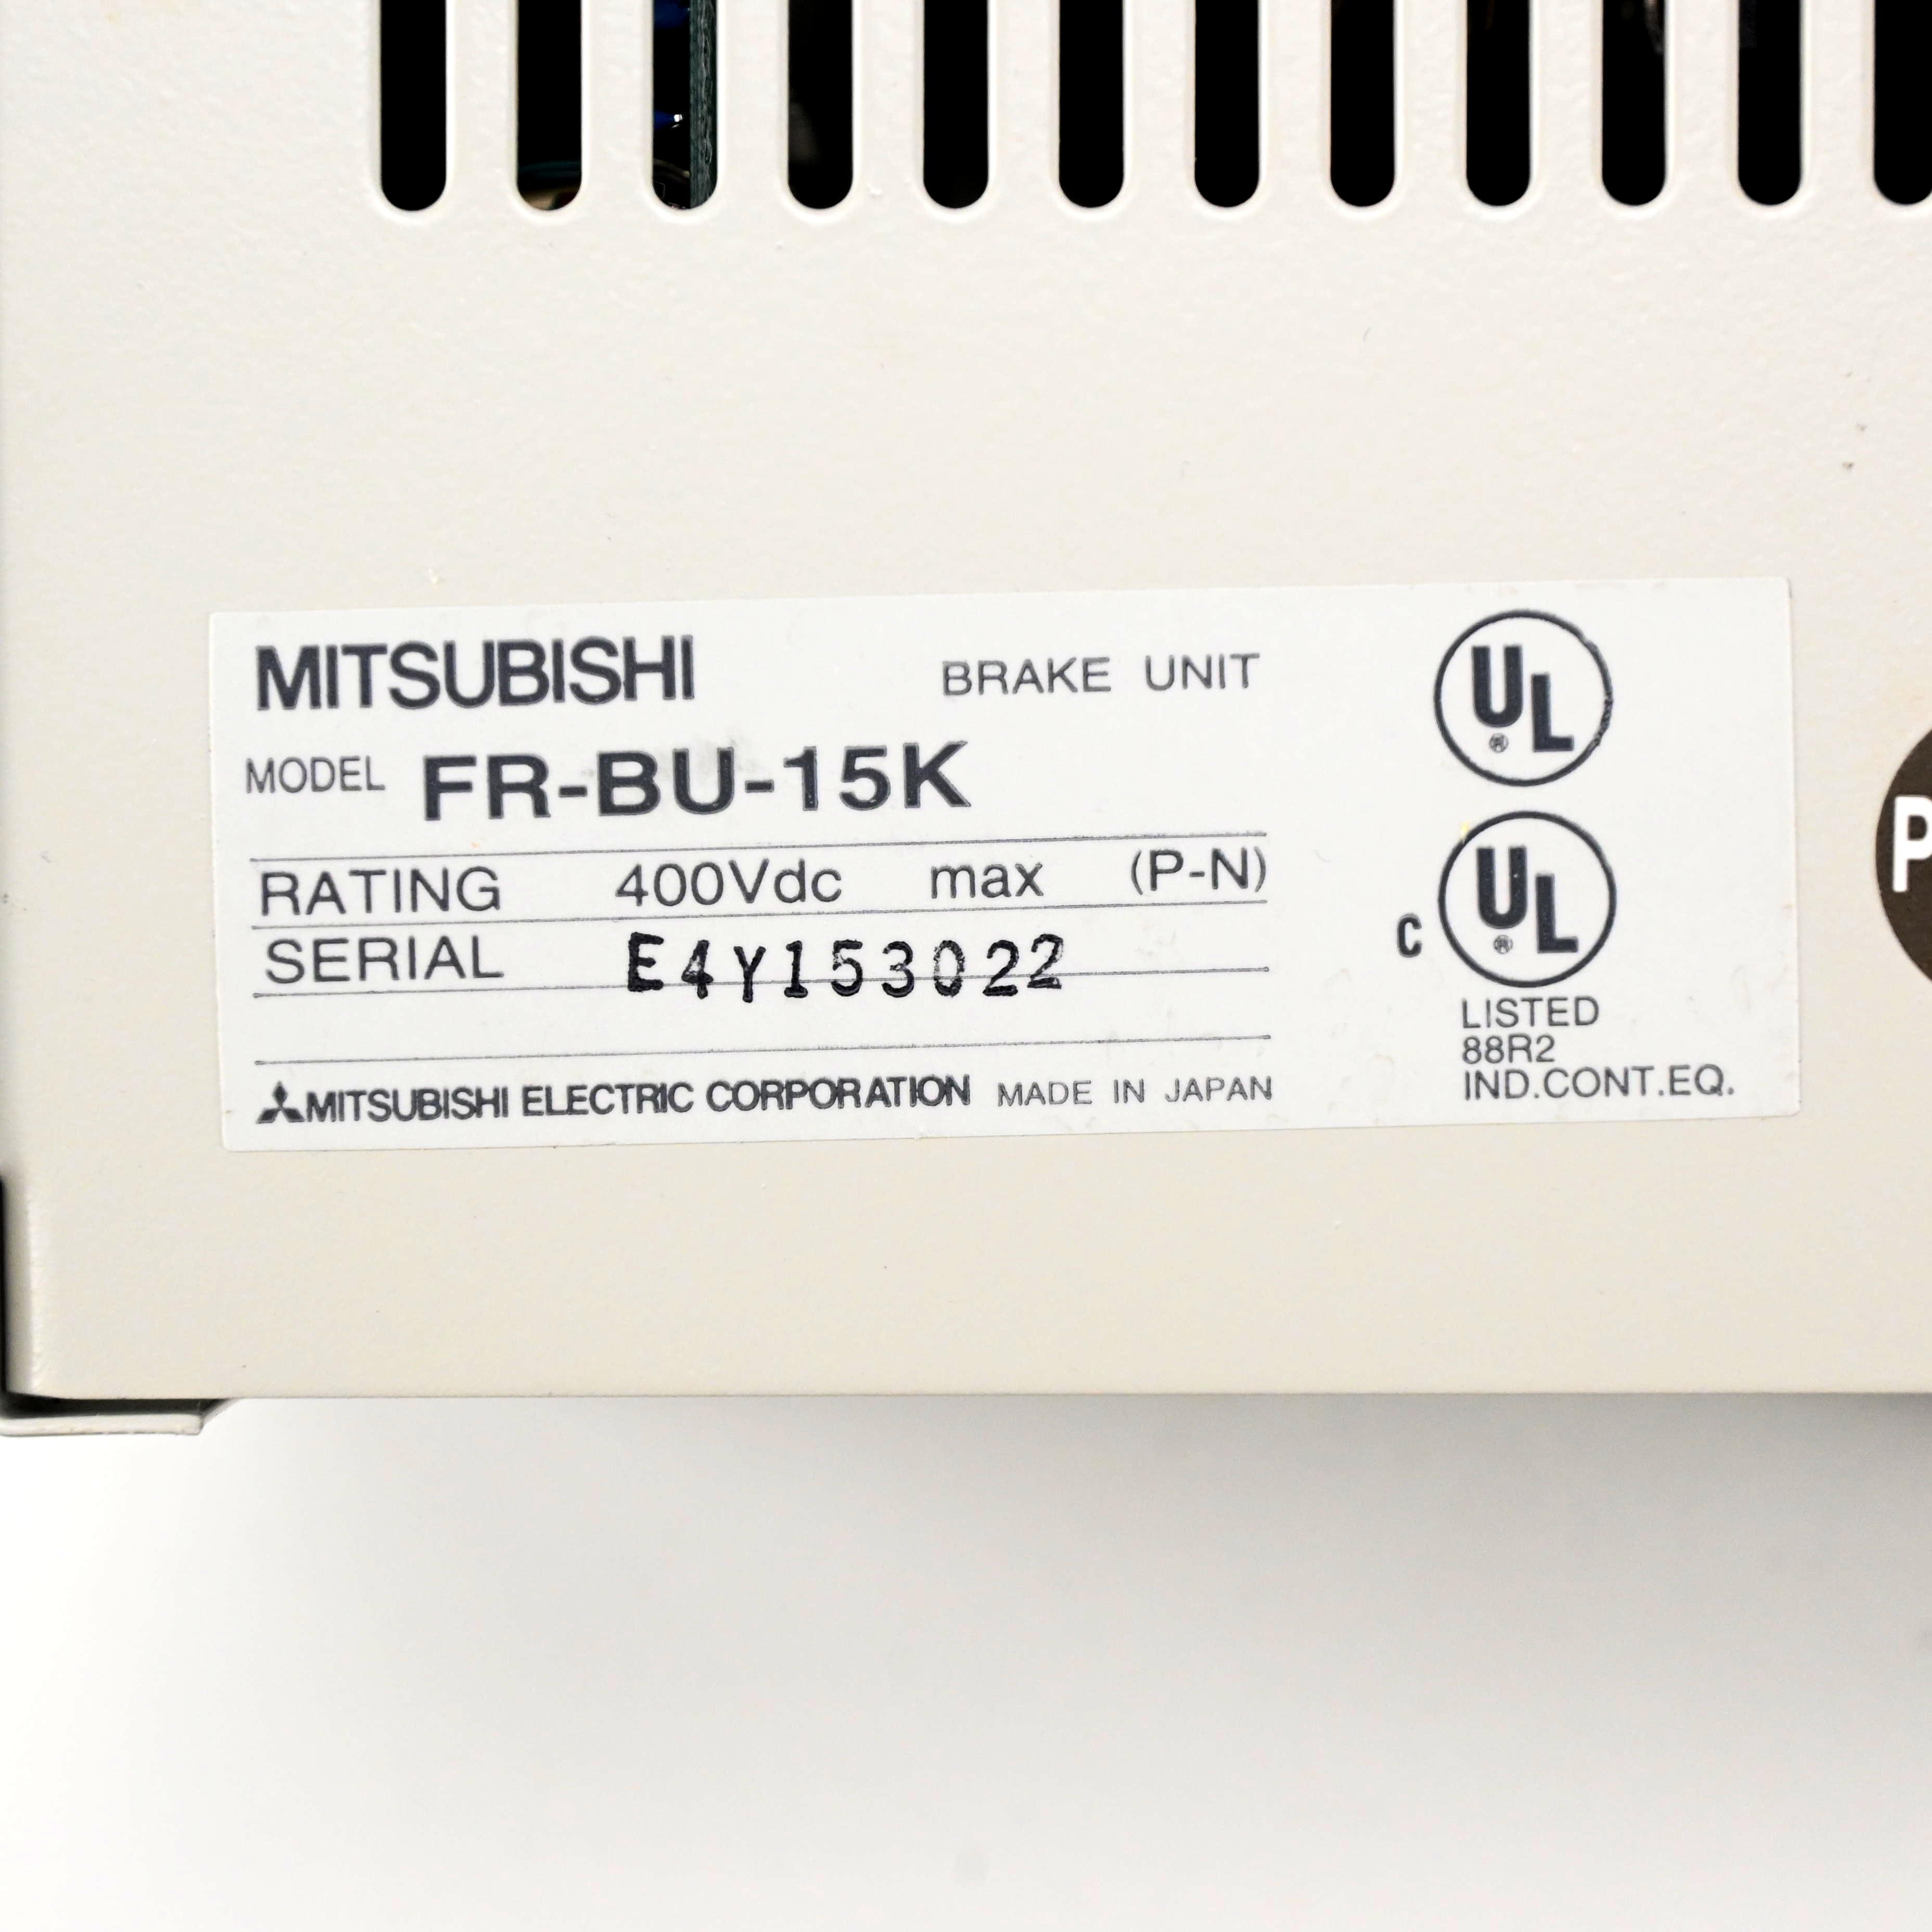 MITSUBISHI BRAKE UNIT
MODEL FR-BU-15K
RATING 400Vdc max (P-N)
SERIAL E4Y153022
MITSUBISHI ELECTRIC CORPORATION MADE IN JAPAN
UL ®
C UL ®
LISTED
88R2
IND.CONT.EQ.
P